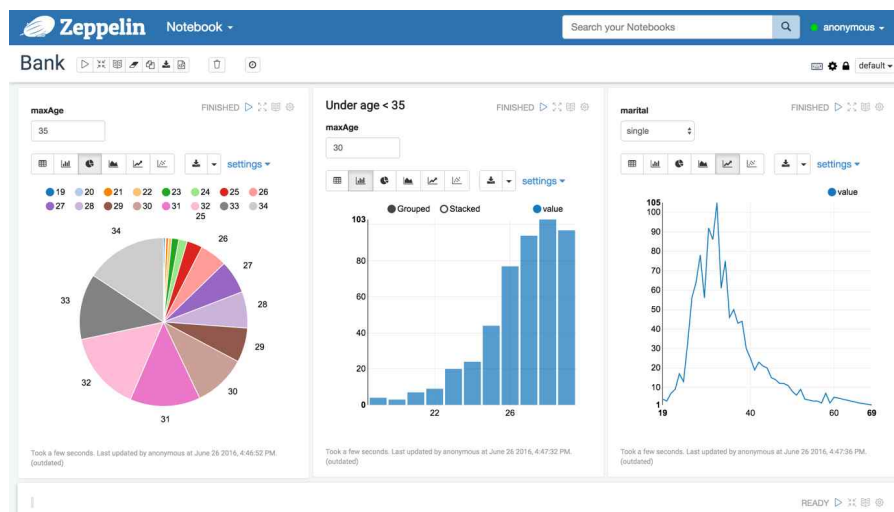 Zeppelin Notebook Search your Notebooks anonymous
Bank default
maxAge FINISHED
35
settings
19 20 21 22 23 24 25 26
27 28 29 30 31 32 33 34
25
26
27
28
29
30
31
32
33
34
Took a few seconds. Last updated by anonymous at June 26 2016, 4:46:52 PM.
(outdated)
Under age < 35 FINISHED
maxAge
30
settings
Grouped Stacked value
103
80
60
40
20
0
22 26
Took a few seconds. Last updated by anonymous at June 26 2016, 4:47:32 PM.
(outdated)
marital FINISHED
single
settings
value
105
100
90
80
70
60
50
40
30
20
10
1
19 40 60 69
Took a few seconds. Last updated by anonymous at June 26 2016, 4:47:36 PM.
(outdated)
READY